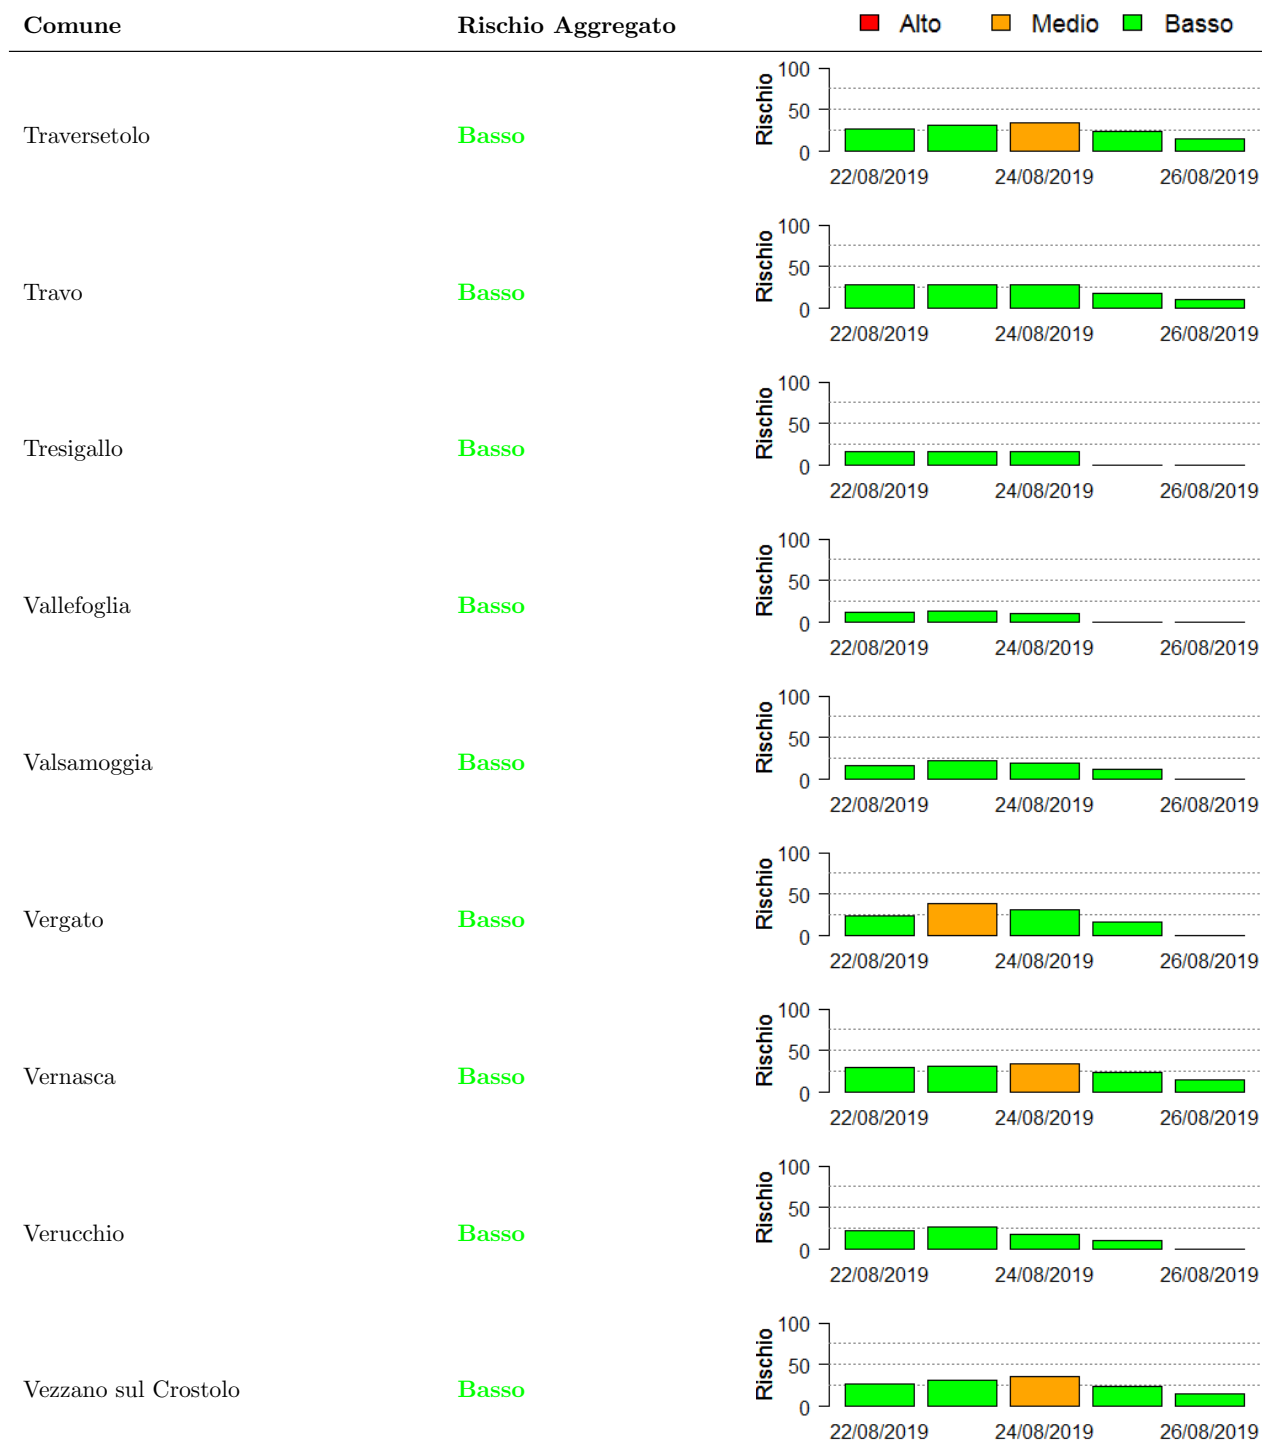 Comune Rischio Aggregato Alto Medio Basso
Traversetolo Basso Rischio 100 50 0
22/08/2019 24/08/2019 26/08/2019
Travo Basso Rischio 100 50 0
22/08/2019 24/08/2019 26/08/2019
Tresigallo Basso Rischio 100 50 0
22/08/2019 24/08/2019 26/08/2019
Vallefoglia Basso Rischio 100 50 0
22/08/2019 24/08/2019 26/08/2019
Valsamoggia Basso Rischio 100 50 0
22/08/2019 24/08/2019 26/08/2019
Vergato Basso Rischio 100 50 0
22/08/2019 24/08/2019 26/08/2019
Vernasca Basso Rischio 100 50 0
22/08/2019 24/08/2019 26/08/2019
Verucchio Basso Rischio 100 50 0
22/08/2019 24/08/2019 26/08/2019
Vezzano sul Crostolo Basso Rischio 100 50 0
22/08/2019 24/08/2019 26/08/2019